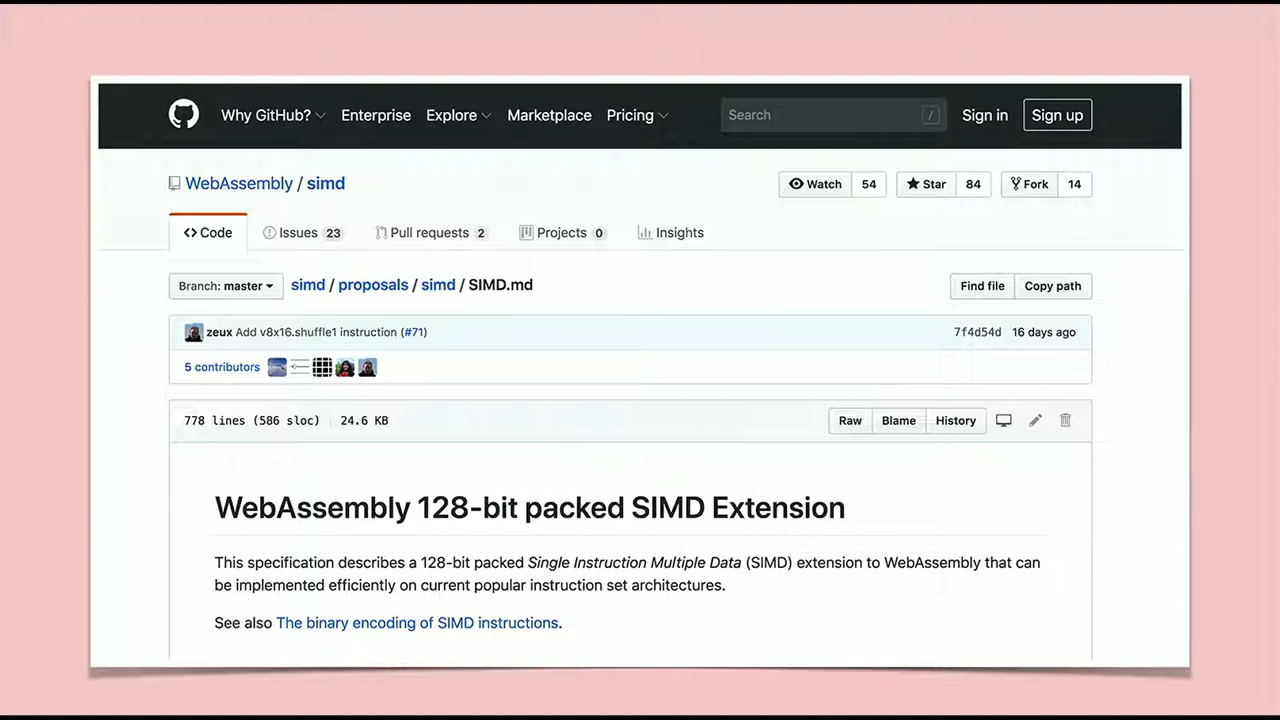 Why GitHub? Enterprise Explore Marketplace Pricing Search / Sign in Sign up
WebAssembly / simd Watch 54 Star 84 Fork 14
<> Code Issues 23 Pull requests 2 Projects 0 Insights
Branch: master simd / proposals / simd / SIMD.md Find file Copy path
zeux Add v8x16.shuffle1 instruction (#71) 7f4d54d 16 days ago
5 contributors
778 lines (586 sloc) 24.6 KB Raw Blame History
WebAssembly 128-bit packed SIMD Extension
This specification describes a 128-bit packed Single Instruction Multiple Data (SIMD) extension to WebAssembly that can
be implemented efficiently on current popular instruction set architectures.
See also The binary encoding of SIMD instructions.